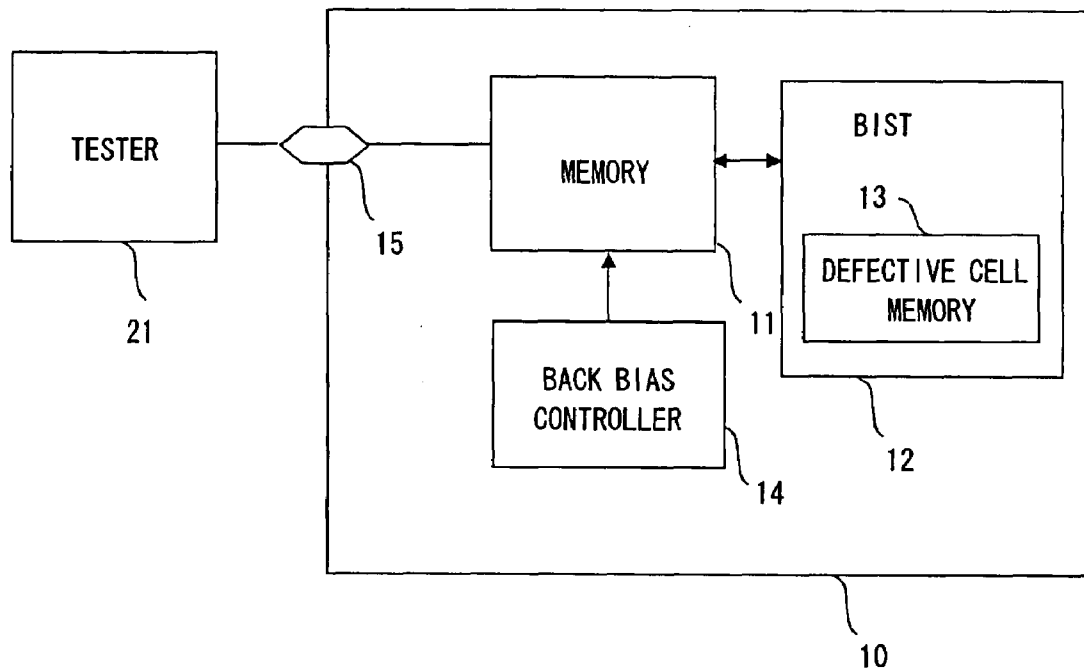 TESTER
21
15
MEMORY
11
BIST
13
DEFECTIVE CELL
MEMORY
12
BACK BIAS
CONTROLLER
14
10